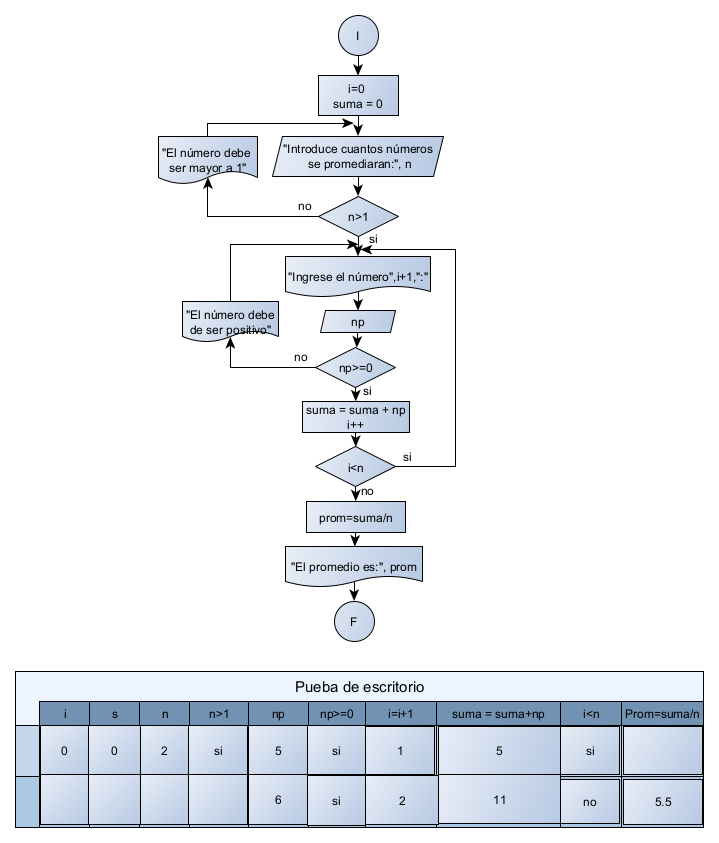 I
i=0
suma = 0
"El número debe
ser mayor a 1"
"Introduce cuantos números
se promediaran:", n
no
n>1
si
"Ingrese el número",i+1,":"
"El número debe
de ser positivo"
np
no
np>=0
si
suma = suma + np
i++
si
i<n
no
prom=suma/n
"El promedio es:", prom
F
Pueba de escritorio
i s n n>1 np np>=0 i=i+1 suma = suma+np i<n Prom=suma/n
0 0 2 si 5 si 1 5 si
6 si 2 11 no 5.5